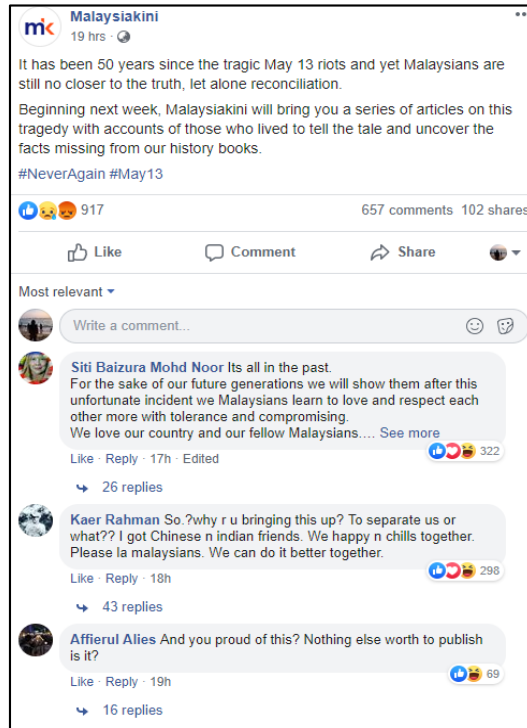 mk
Malaysiakini
19 hrs ·
It has been 50 years since the tragic May 13 riots and yet Malaysians are
still no closer to the truth, let alone reconciliation.
Beginning next week, Malaysiakini will bring you a series of articles on this
tragedy with accounts of those who lived to tell the tale and uncover the
facts missing from our history books.
#NeverAgain #May13
917 657 comments 102 shares
Like Comment Share
Most relevant
Write a comment...
Siti Baizura Mohd Noor Its all in the past.
For the sake of our future generations we will show them after this
unfortunate incident we Malaysians learn to love and respect each
other more with tolerance and compromising.
We love our country and our fellow Malaysians.... See more
322
Like · Reply · 17h · Edited
26 replies
Kaer Rahman So.?why r u bringing this up? To separate us or
what?? I got Chinese n indian friends. We happy n chills together.
Please la malaysians. We can do it better together.
298
Like · Reply · 18h
43 replies
Affierul Alies And you proud of this? Nothing else worth to publish
is it?
69
Like · Reply · 19h
16 replies